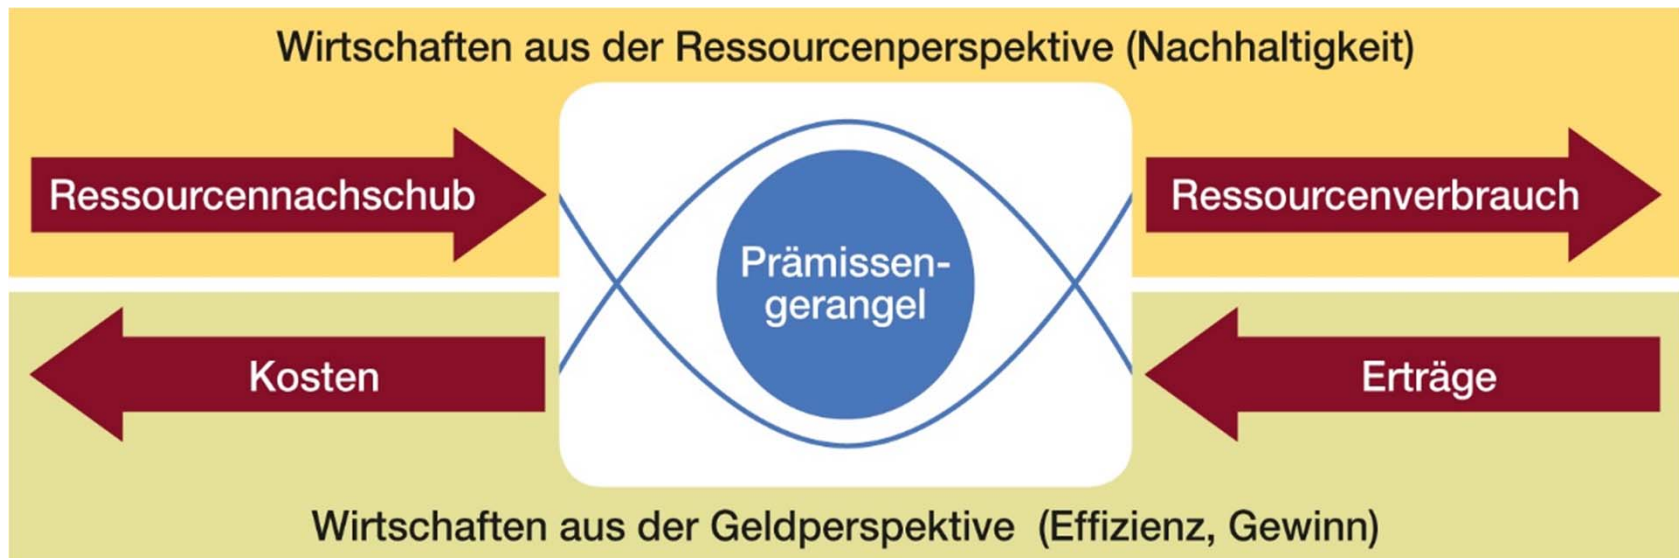 Wirtschaften aus der Ressourcenperspektive (Nachhaltigkeit)
Ressourcennachschub
Ressourcenverbrauch
Prämissen-
gerangel
Kosten
Erträge
Wirtschaften aus der Geldperspektive (Effizienz, Gewinn)